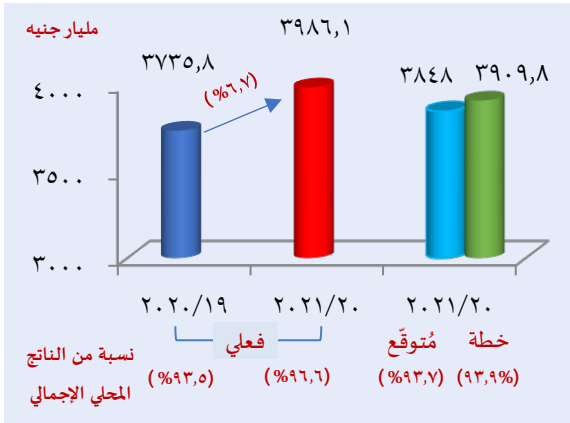 مليار جنيه
٣٩٨٦,١
٣٧٣٥,٨
٣٨٤٨
٣٩٠٩,٨
(%٦,٧)
٤٠٠٠
٣٥٠٠
٣٠٠٠
٢٠٢٠/١٩
٢٠٢١/٢٠
٢٠٢١/٢٠
فعلي
مُتوقّع
خطة
نسبة من الناتج
المحلي الإجمالي
(%٩٣,٥)
(%٩٦,٦)
(%٩٣,٧)
(٩٣,٩%)